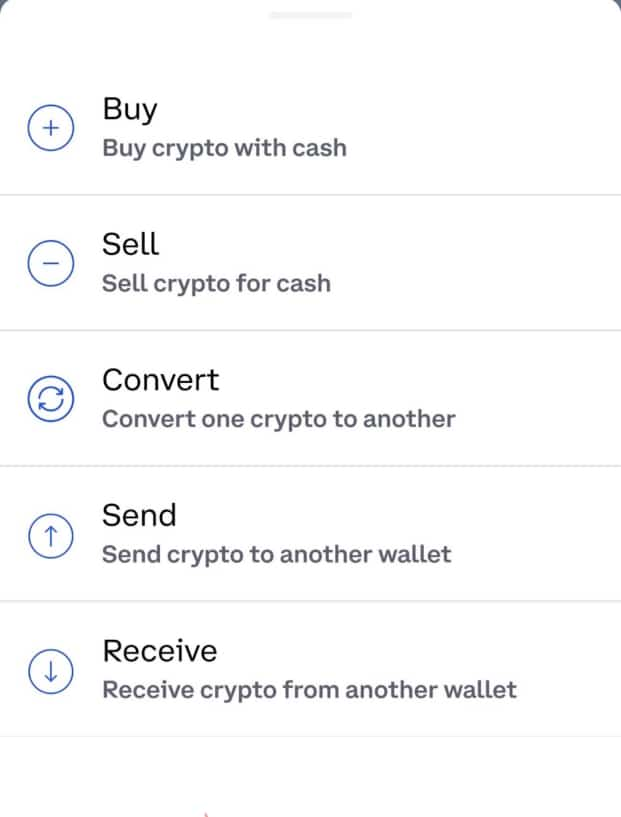 Buy
Buy crypto with cash
Sell
Sell crypto for cash
Convert
Convert one crypto to another
Send
Send crypto to another wallet
Receive
Receive crypto from another wallet